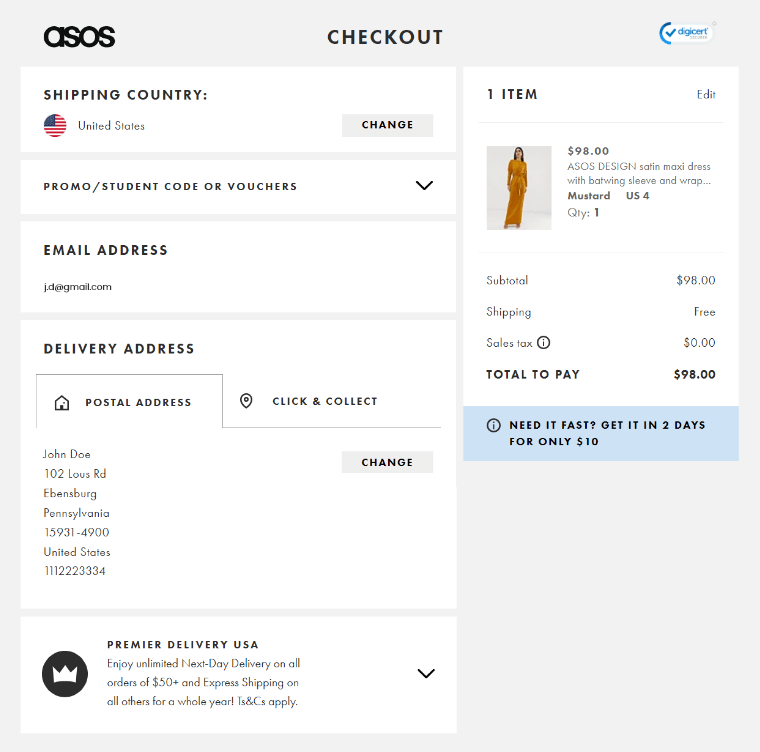 asos
CHECKOUT
digicert
SECURED
SHIPPING COUNTRY:
United States
CHANGE
PROMO/STUDENT CODE OR VOUCHERS
EMAIL ADDRESS
j.d@gmail.com
DELIVERY ADDRESS
POSTAL ADDRESS
CLICK & COLLECT
John Doe
102 Lous Rd
Ebensburg
Pennsylvania
15931-4900
United States
1112223334
CHANGE
PREMIER DELIVERY USA
Enjoy unlimited Next-Day Delivery on all
orders of $50+ and Express Shipping on
all others for a whole year! Ts&Cs apply.
1 ITEM
Edit
$98.00
ASOS DESIGN satin maxi dress
with batwing sleeve and wrap...
Mustard US 4
Qty: 1
Subtotal $98.00
Shipping Free
Sales tax $0.00
TOTAL TO PAY $98.00
NEED IT FAST? GET IT IN 2 DAYS
FOR ONLY $10